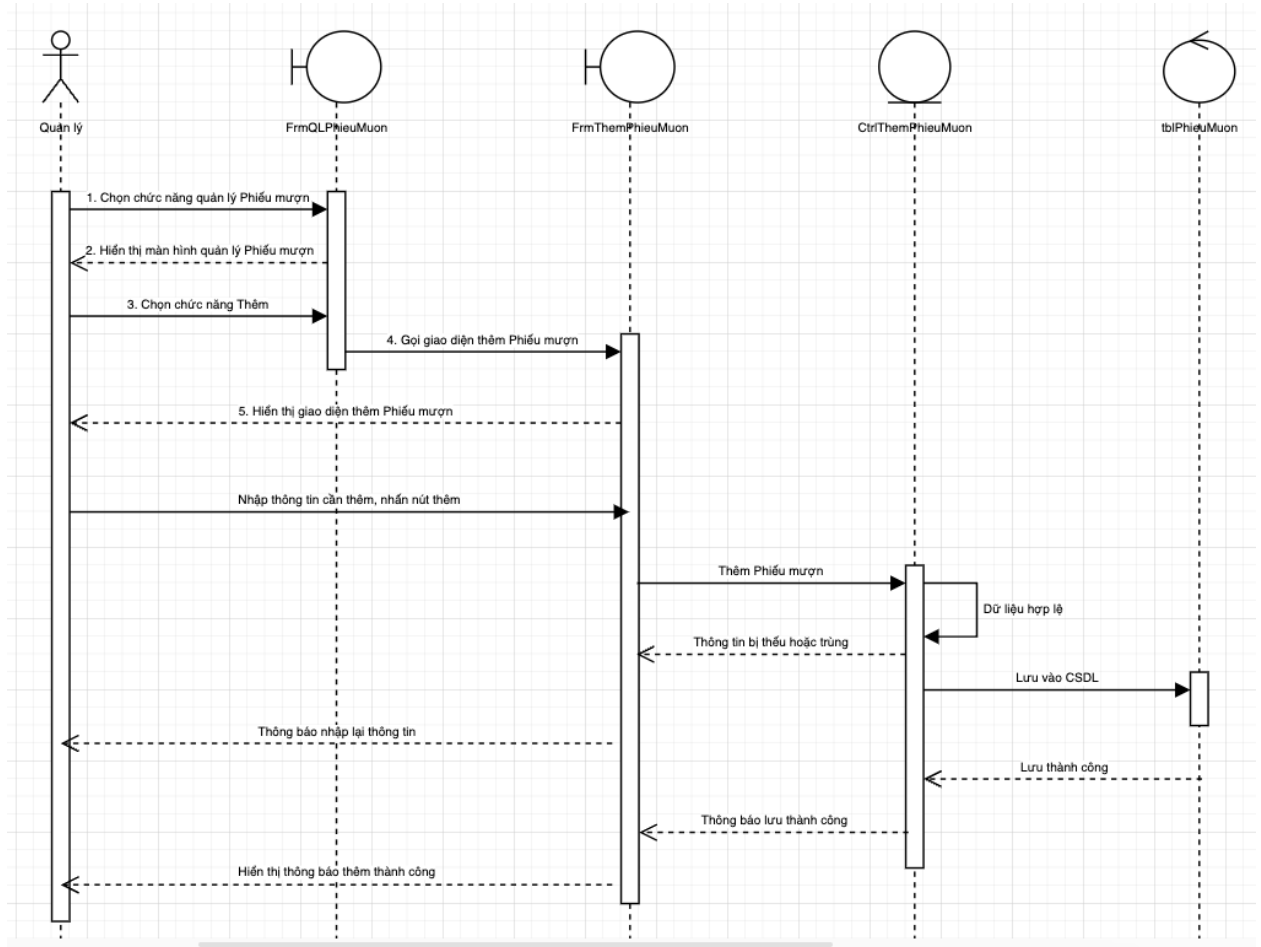 Quản lý
FrmQLPhieuMuon
FrmThemPhieuMuon
CtrlThemPhieuMuon
tblPhieuMuon
1. Chọn chức năng quản lý Phiếu mượn
2. Hiển thị màn hình quản lý Phiếu mượn
3. Chọn chức năng Thêm
4. Gọi giao diện thêm Phiếu mượn
5. Hiển thị giao diện thêm Phiếu mượn
Nhập thông tin cần thêm, nhấn nút thêm
Thêm Phiếu mượn
Dữ liệu hợp lệ
Thông tin bị thếu hoặc trùng
Lưu vào CSDL
Thông báo nhập lại thông tin
Lưu thành công
Thông báo lưu thành công
Hiển thị thông báo thêm thành công